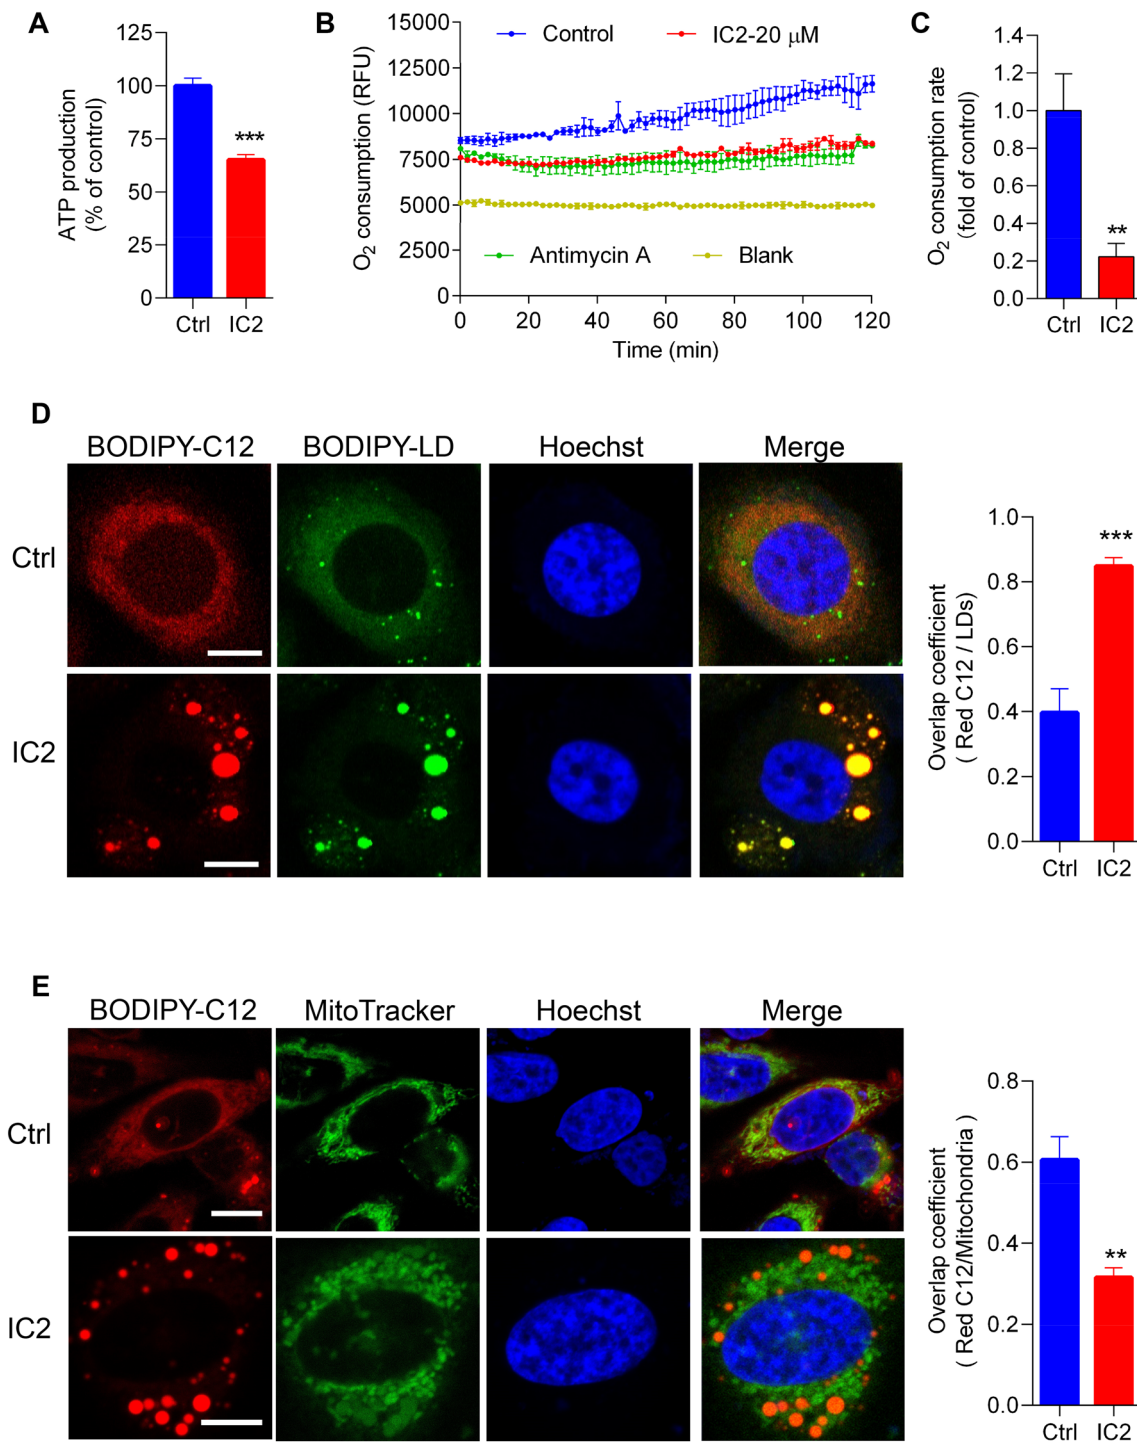 A
ATP production
(% of control)
125
100
75
50
25
0
***
Ctrl
IC2
B
O2 consumption (RFU)
15000
12500
10000
7500
5000
2500
0
Control
IC2-20 μM
Antimycin A
Blank
0
20
40
60
80
100
120
Time (min)
C
O2 consumption rate
(fold of control)
1.4
1.2
1.0
0.8
0.6
0.4
0.2
0.0
**
Ctrl
IC2
D
BODIPY-C12
BODIPY-LD
Hoechst
Merge
Ctrl
IC2
Overlap coefficient
( Red C12 / LDs)
1.0
0.8
0.6
0.4
0.2
0.0
***
Ctrl
IC2
E
BODIPY-C12
MitoTracker
Hoechst
Merge
Ctrl
IC2
Overlap coefficient
( Red C12/Mitochondria )
0.8
0.6
0.4
0.2
0.0
**
Ctrl
IC2